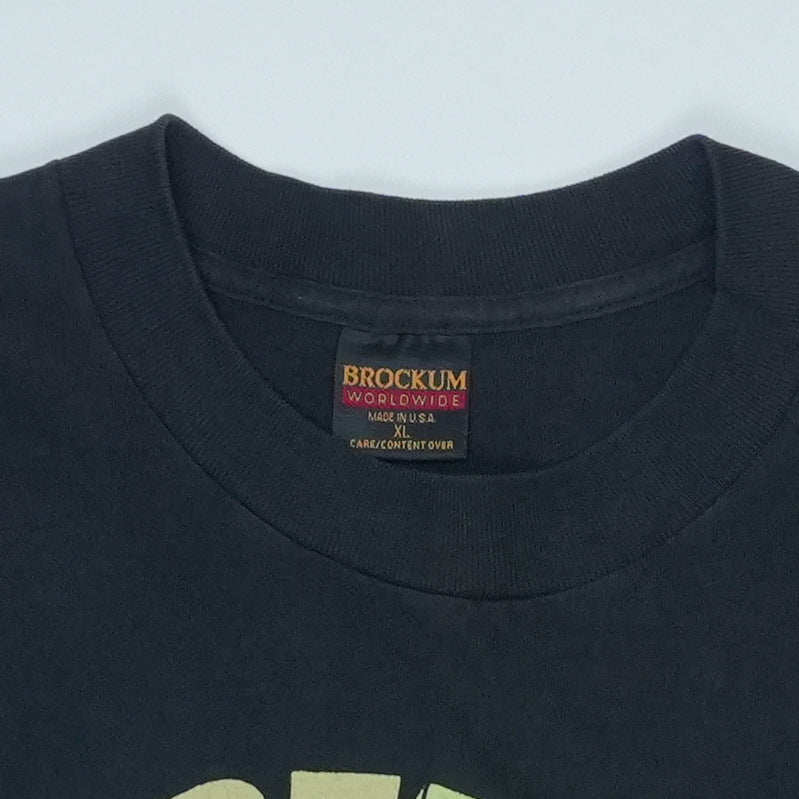 BROCKUM
WORLDWIDE
MADE IN U.S.A.
XL
CARE/CONTENT OVER